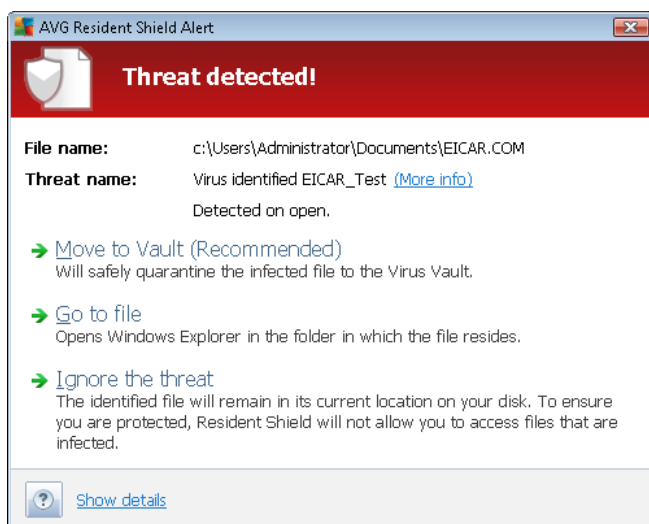 AVG Resident Shield Alert
Threat detected!
File name: c:\Users\Administrator\Documents\EICAR.COM
Threat name: Virus identified EICAR_Test (More info)
Detected on open.
Move to Vault (Recommended)
Will safely quarantine the infected file to the Virus Vault.
Go to file
Opens Windows Explorer in the folder in which the file resides.
Ignore the threat
The identified file will remain in its current location on your disk. To ensure
you are protected, Resident Shield will not allow you to access files that are
infected.
? Show details